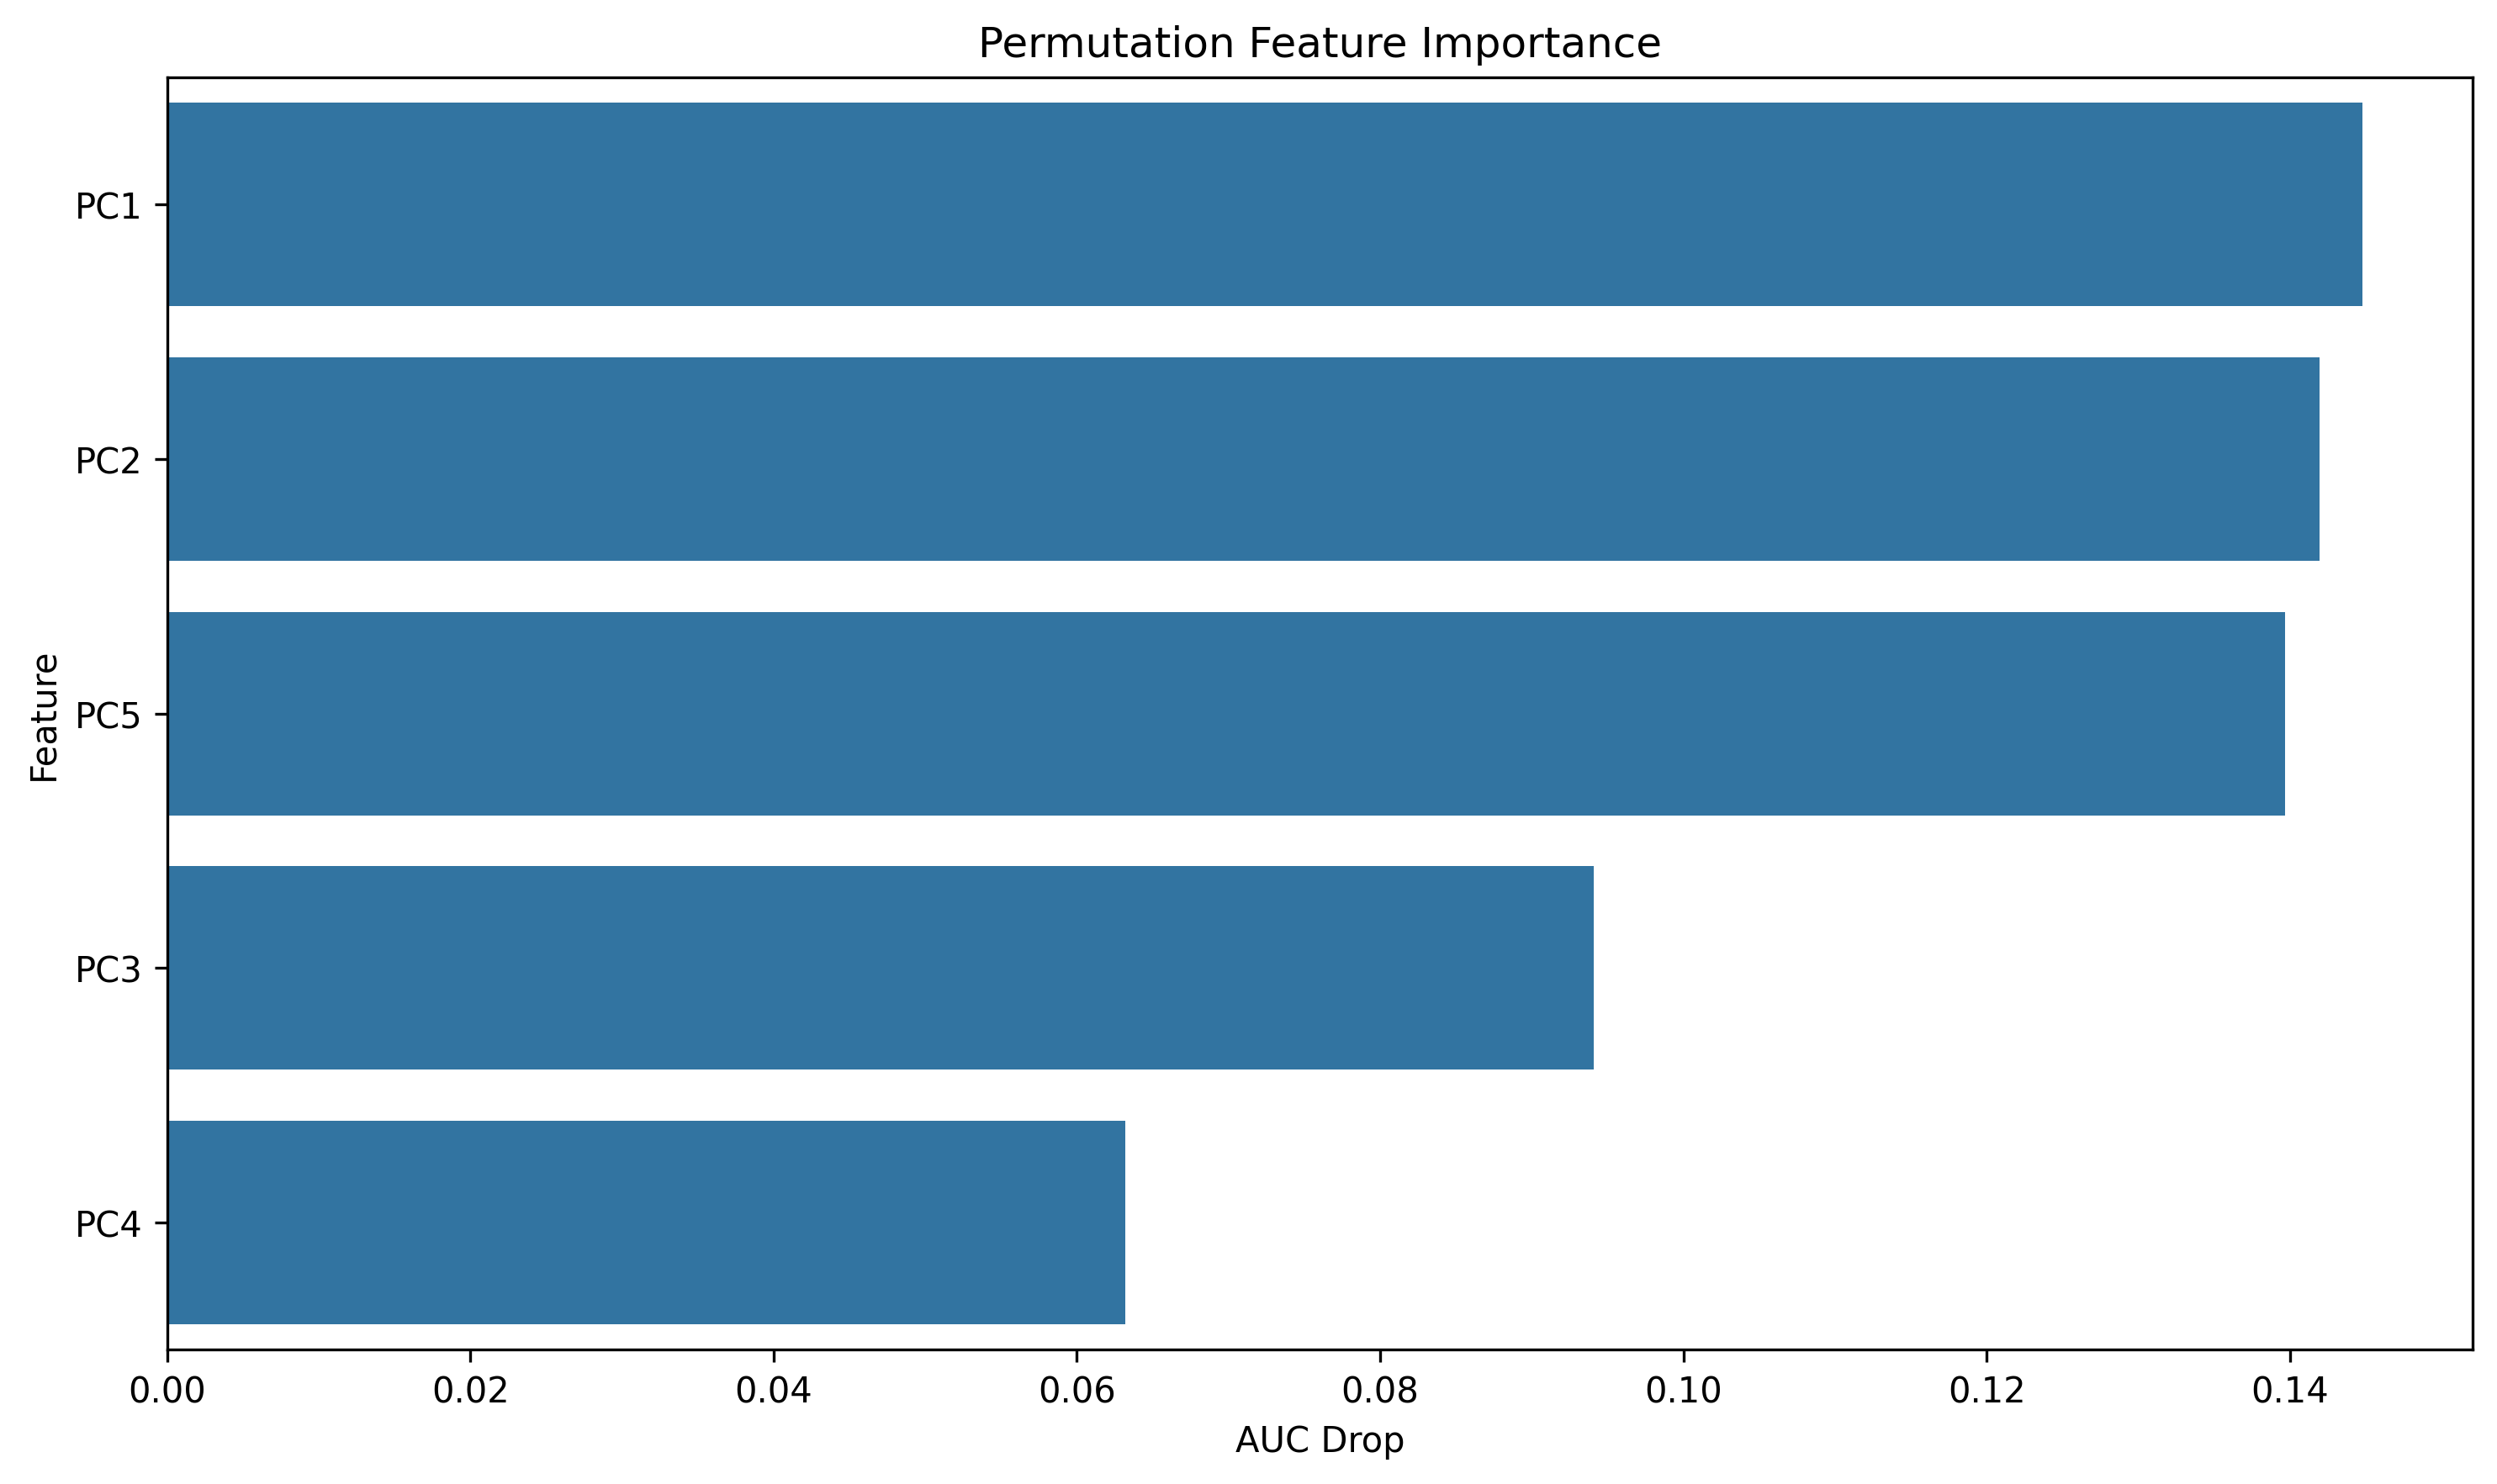 Permutation Feature Importance
PC1
PC2
PC5
PC3
PC4
Feature
0.00 0.02 0.04 0.06 0.08 0.10 0.12 0.14
AUC Drop